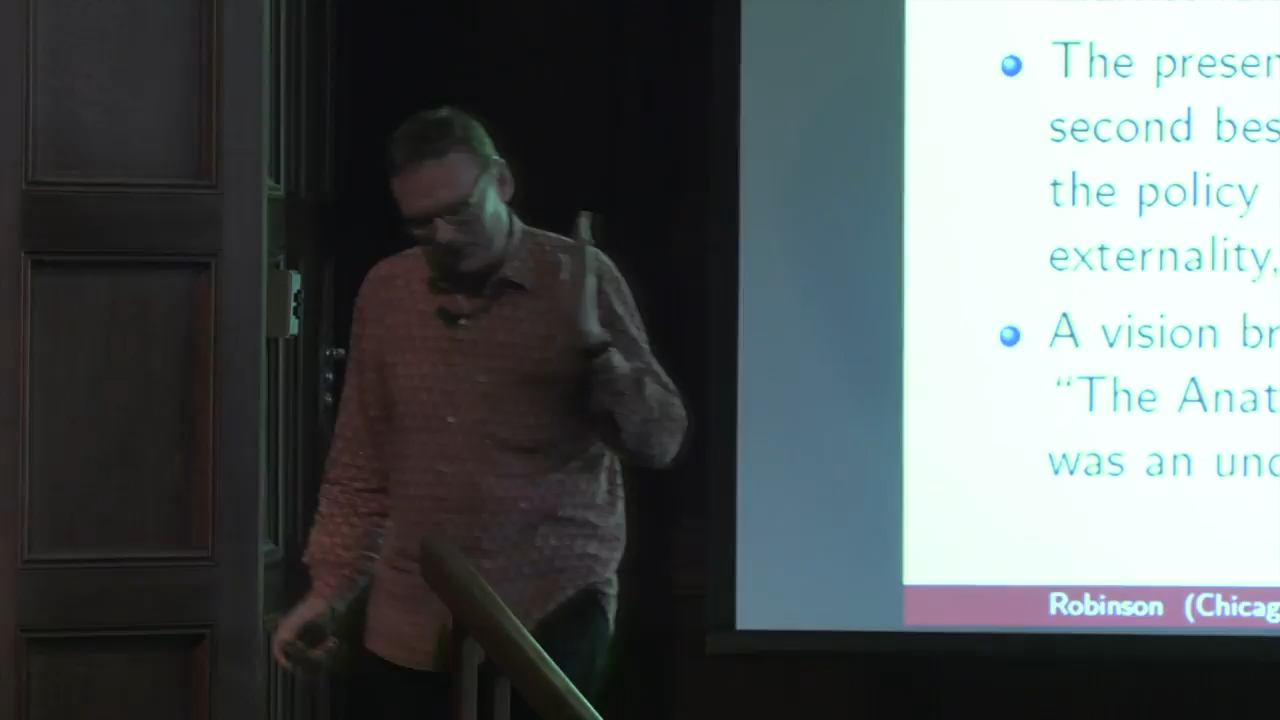 The presen
second bes
the policy
externality,
A vision br
“The Anat
was an unc
Robinson (Chicag